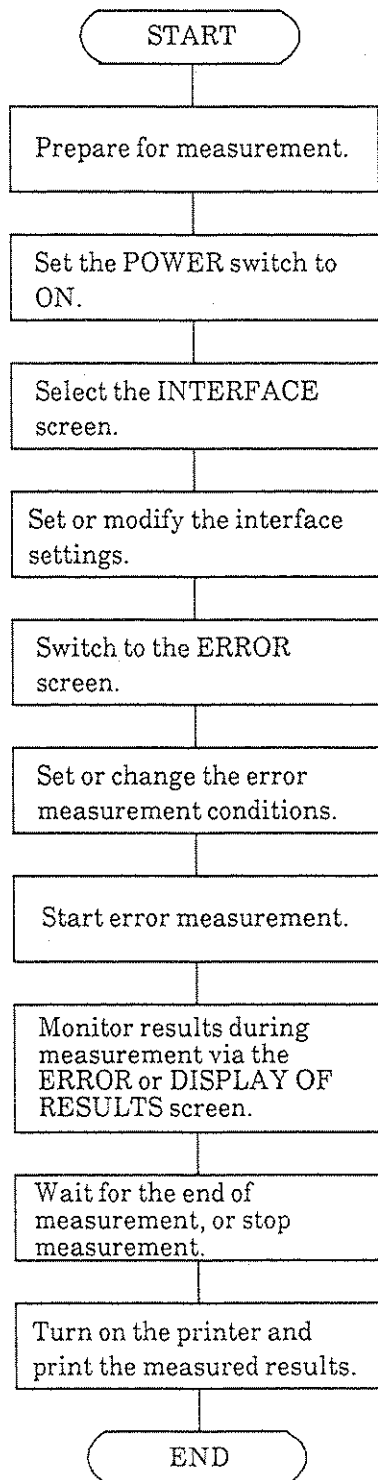 START
Prepare for measurement.
Set the POWER switch to
ON.
Select the INTERFACE
screen.
Set or modify the interface
settings.
Switch to the ERROR
screen.
Set or change the error
measurement conditions.
Start error measurement.
Monitor results during
measurement via the
ERROR or DISPLAY OF
RESULTS screen.
Wait for the end of
measurement, or stop
measurement.
Turn on the printer and
print the measured results.
END